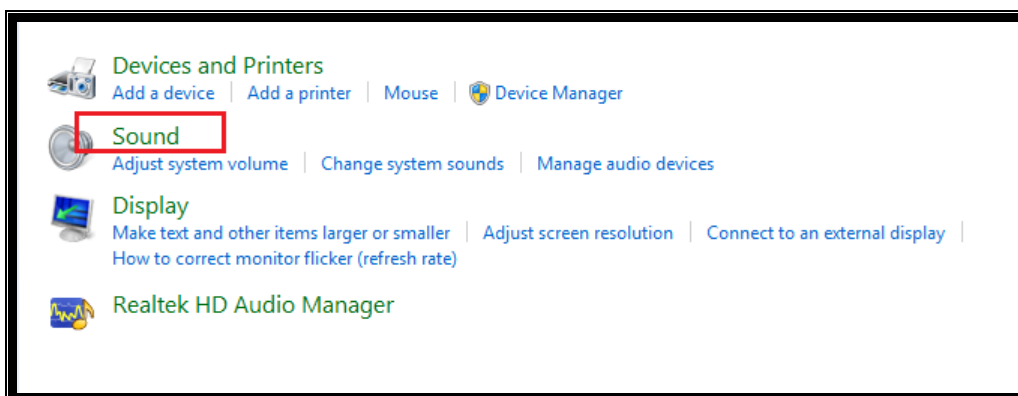 Devices and Printers
Add a device | Add a printer | Mouse | Device Manager
Sound
Adjust system volume | Change system sounds | Manage audio devices
Display
Make text and other items larger or smaller | Adjust screen resolution | Connect to an external display |
How to correct monitor flicker (refresh rate)
Realtek HD Audio Manager